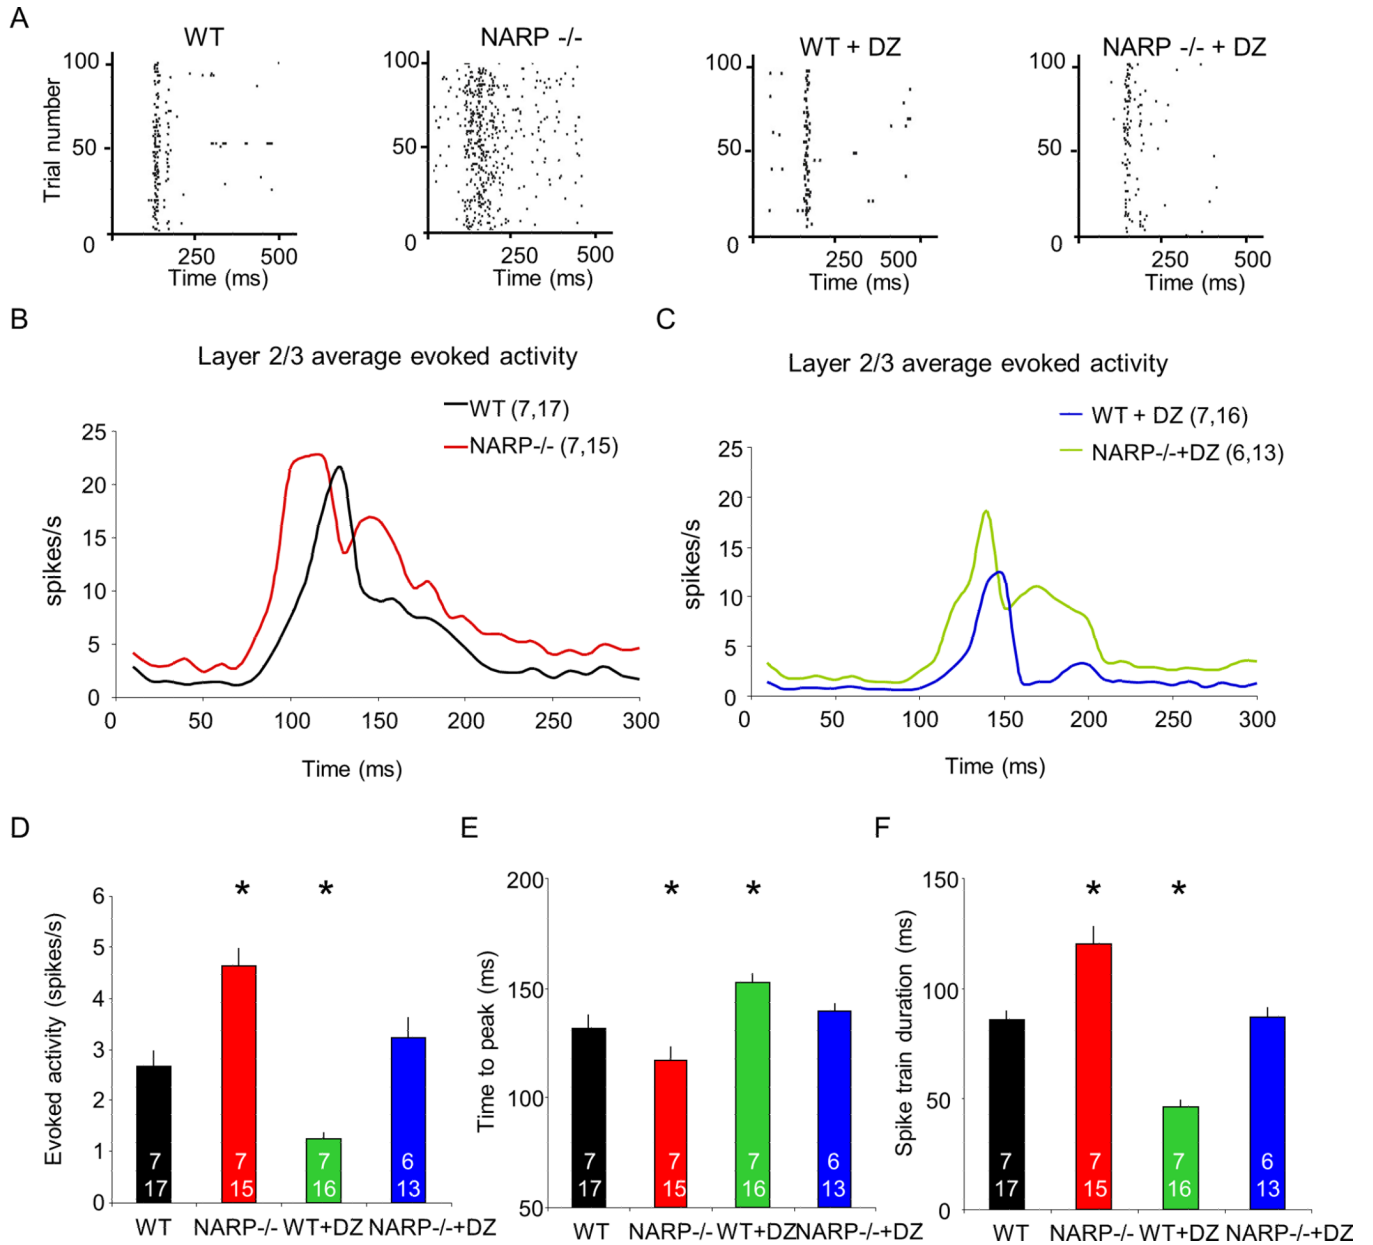 A
WT
NARP -/-
WT + DZ
NARP -/- + DZ
100
50
0
Trial number
250 500
Time (ms)
100
50
0
250 500
Time (ms)
100
50
0
250 500
Time (ms)
100
50
0
250 500
Time (ms)
B
Layer 2/3 average evoked activity
WT (7,17)
NARP-/- (7,15)
25
20
15
10
5
0
spikes/s
0 50 100 150 200 250 300
Time (ms)
C
Layer 2/3 average evoked activity
WT + DZ (7,16)
NARP-/-+DZ (6,13)
25
20
15
10
5
0
spikes/s
0 50 100 150 200 250 300
Time (ms)
D
6
5
4
3
2
1
0
Evoked activity (spikes/s)
* *
7 7 7 6
17 15 16 13
WT NARP-/- WT+DZ NARP-/-+DZ
E
200
150
100
50
Time to peak (ms)
* *
7 7 7 6
17 15 16 13
WT NARP-/- WT+DZ NARP-/-+DZ
F
150
100
50
0
Spike train duration (ms)
* *
7 7 7 6
17 15 16 13
WT NARP-/- WT+DZ NARP-/-+DZ